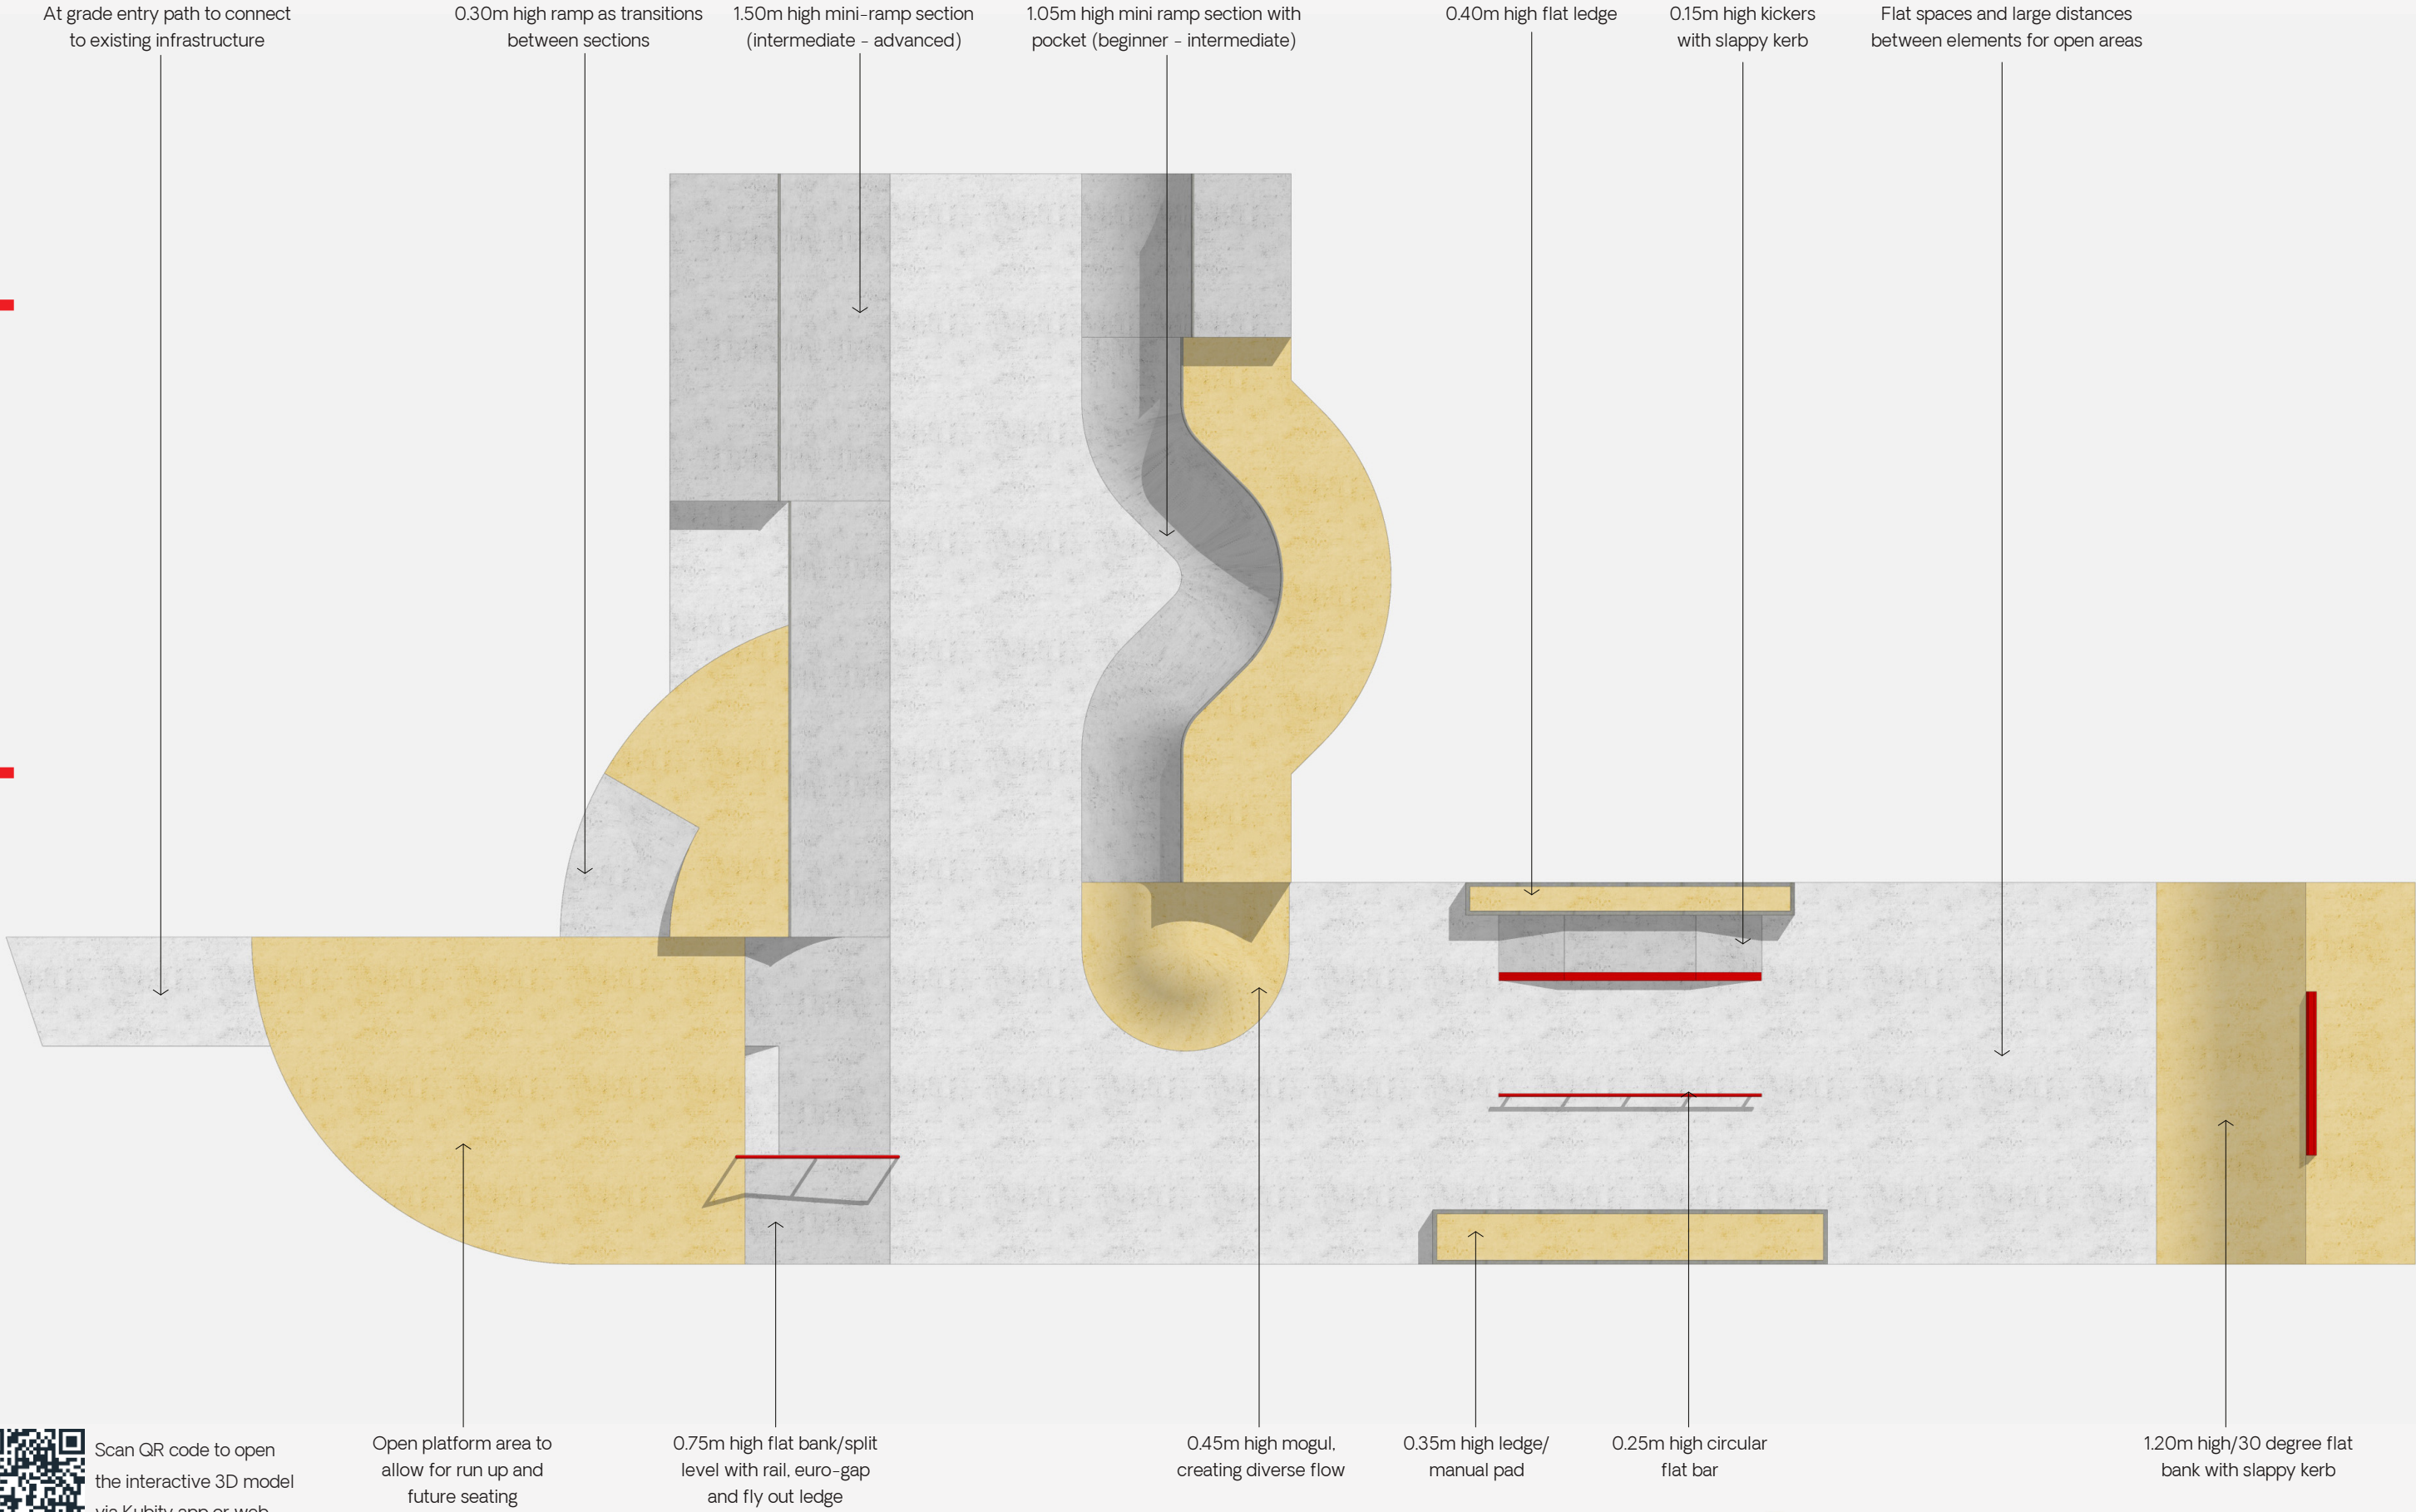 At grade entry path to connect
to existing infrastructure
0.30m high ramp as transitions
between sections
1.50m high mini-ramp section
(intermediate - advanced)
1.05m high mini ramp section with
pocket (beginner - intermediate)
0.40m high flat ledge
0.15m high kickers
with slappy kerb
Flat spaces and large distances
between elements for open areas
Scan QR code to open
the interactive 3D model
via Kubity app or web
Open platform area to
allow for run up and
future seating
0.75m high flat bank/split
level with rail, euro-gap
and fly out ledge
0.45m high mogul,
creating diverse flow
0.35m high ledge/
manual pad
0.25m high circular
flat bar
1.20m high/30 degree flat
bank with slappy kerb